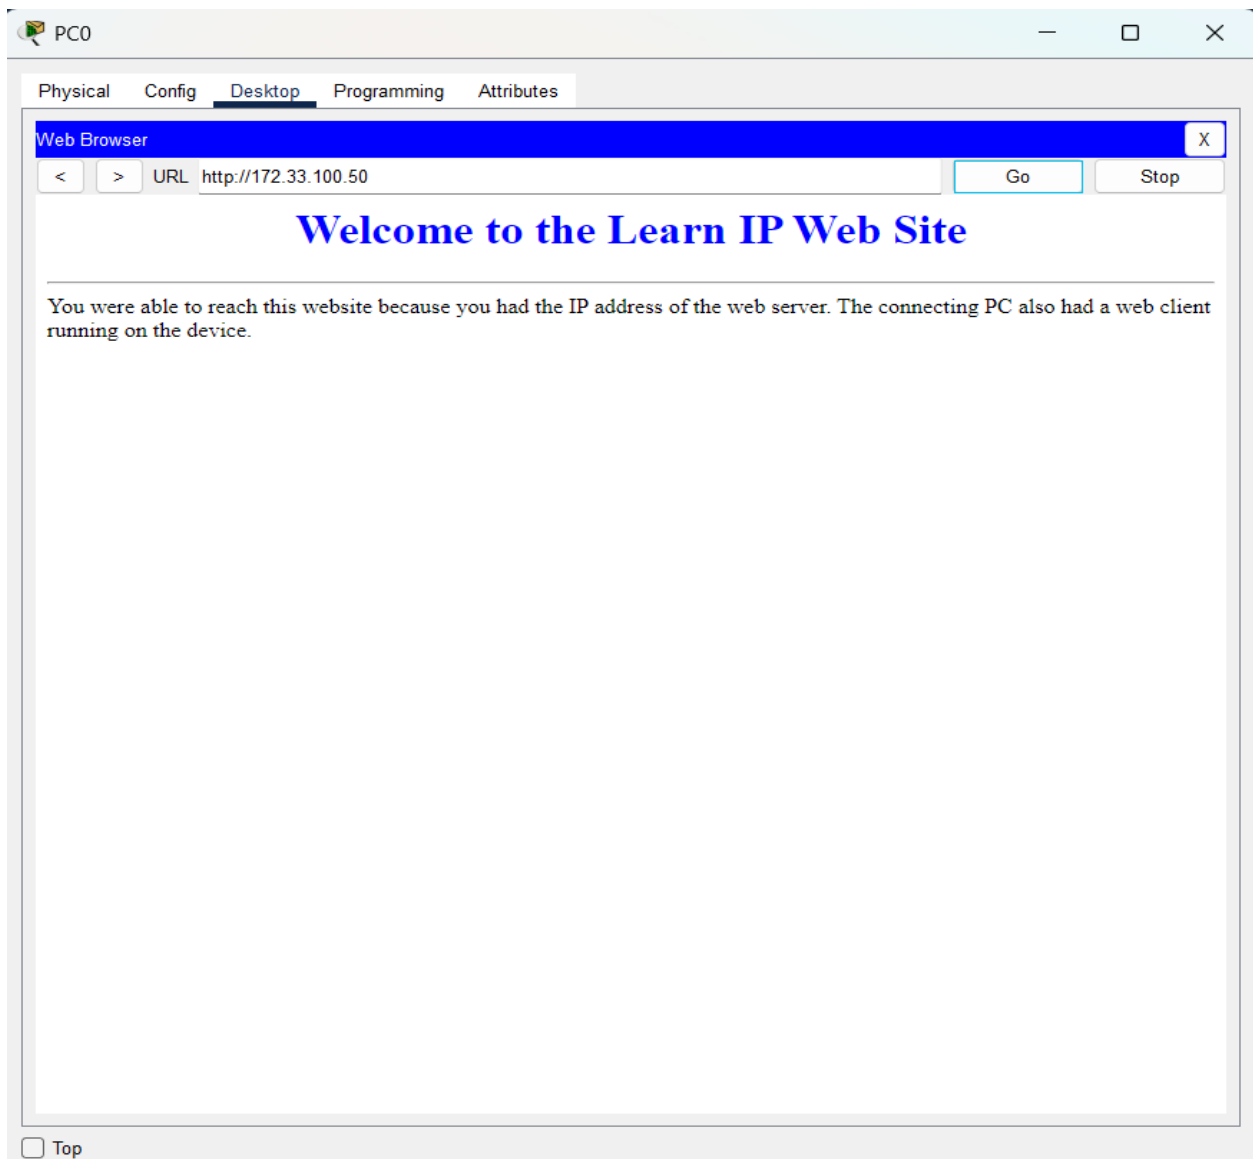 PC0
Physical Config Desktop Programming Attributes
Web Browser X
< > URL http://172.33.100.50 Go Stop
Welcome to the Learn IP Web Site
You were able to reach this website because you had the IP address of the web server. The connecting PC also had a web client
running on the device.
Top